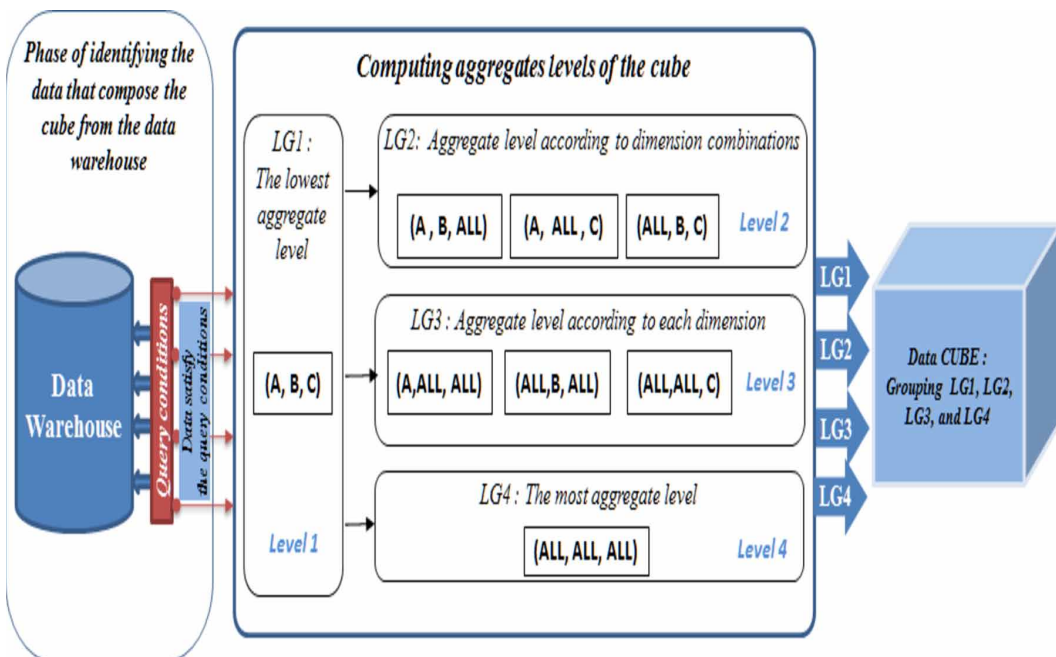 Phase of identifying the
data that compose the
cube from the data
warehouse
Data
Warehouse
Query conditions
Data satisfy
the query conditions
Computing aggregates levels of the cube
LG1 :
The lowest
aggregate
level
(A, B, C)
Level 1
LG2: Aggregate level according to dimension combinations
(A , B, ALL)
(A, ALL , C)
(ALL, B, C)
Level 2
LG3 : Aggregate level according to each dimension
(A,ALL, ALL)
(ALL,B, ALL)
(ALL,ALL, C)
Level 3
LG4 : The most aggregate level
(ALL, ALL, ALL)
Level 4
LG1
LG2
LG3
LG4
Data CUBE :
Grouping LG1, LG2,
LG3, and LG4